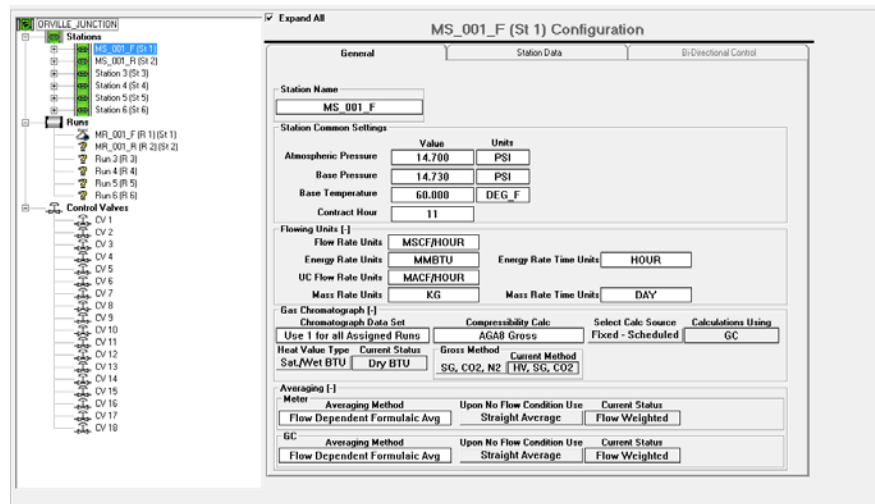 ORVILLE_JUNCTION
Stations
MS_001_F (St 1)
MS_001_R (St 2)
Station 3 (St 3)
Station 4 (St 4)
Station 5 (St 5)
Station 6 (St 6)
Runs
MR_001_F (R 1) (St 1)
MR_001_R (R 2) (St 2)
Run 3 (R 3)
Run 4 (R 4)
Run 5 (R 5)
Run 6 (R 6)
Control Valves
CV 1
CV 2
CV 3
CV 4
CV 5
CV 6
CV 7
CV 8
CV 9
CV 10
CV 11
CV 12
CV 13
CV 14
CV 15
CV 16
CV 17
CV 18
Expand All
MS_001_F (St 1) Configuration
General Station Data Bi-Directional Control
Station Name
MS_001_F
Station Common Settings
Value Units
Atmospheric Pressure 14.700 PSI
Base Pressure 14.730 PSI
Base Temperature 60.000 DEG_F
Contract Hour 11
Flowing Units [-]
Flow Rate Units MSCF/HOUR
Energy Rate Units MMBTU Energy Rate Time Units HOUR
UC Flow Rate Units MACF/HOUR
Mass Rate Units KG Mass Rate Time Units DAY
Gas Chromatograph [-]
Chromatograph Data Set Compressibility Calc Select Calc Source Calculations Using
Use 1 for all Assigned Runs AGA8 Gross Fixed - Scheduled GC
Heat Value Type Current Status Gross Method Current Method
Sat./Wet BTU Dry BTU SG, CO2, N2 HV, SG, CO2
Averaging [-]
Meter
Averaging Method Upon No Flow Condition Use Current Status
Flow Dependent Formulaic Avg Straight Average Flow Weighted
GC
Averaging Method Upon No Flow Condition Use Current Status
Flow Dependent Formulaic Avg Straight Average Flow Weighted